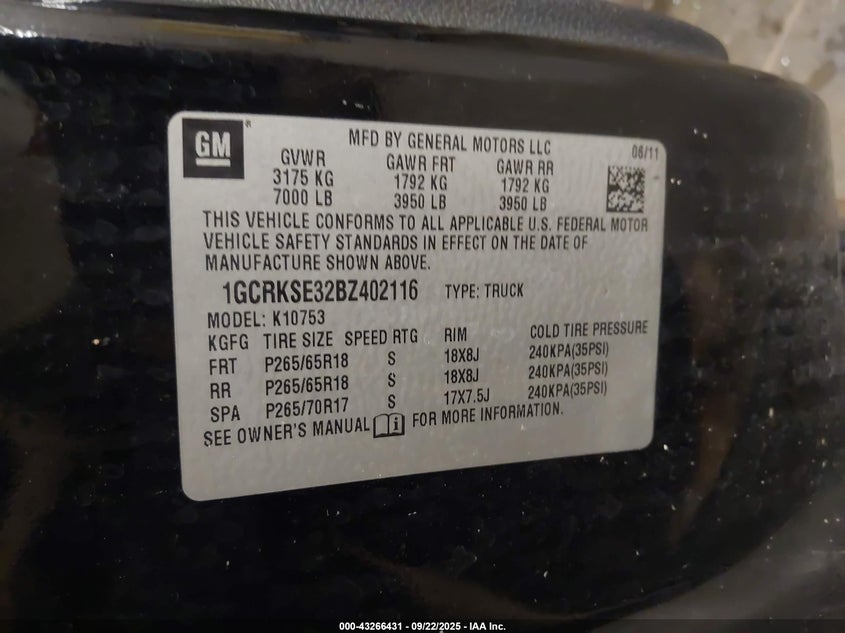 GM
MFD BY GENERAL MOTORS LLC
06/11
GVWR GAWR FRT GAWR RR
3175 KG 1792 KG 1792 KG
7000 LB 3950 LB 3950 LB
THIS VEHICLE CONFORMS TO ALL APPLICABLE U.S. FEDERAL MOTOR
VEHICLE SAFETY STANDARDS IN EFFECT ON THE DATE OF
MANUFACTURE SHOWN ABOVE.
1GCRKSE32BZ402116 TYPE: TRUCK
MODEL: K10753
KGFG TIRE SIZE SPEED RTG RIM COLD TIRE PRESSURE
FRT P265/65R18 S 18X8J 240KPA(35PSI)
RR P265/65R18 S 18X8J 240KPA(35PSI)
SPA P265/70R17 S 17X7.5J 240KPA(35PSI)
SEE OWNER'S MANUAL i FOR MORE INFORMATION.
000-43266431 - 09/22/2025 - IAA Inc.